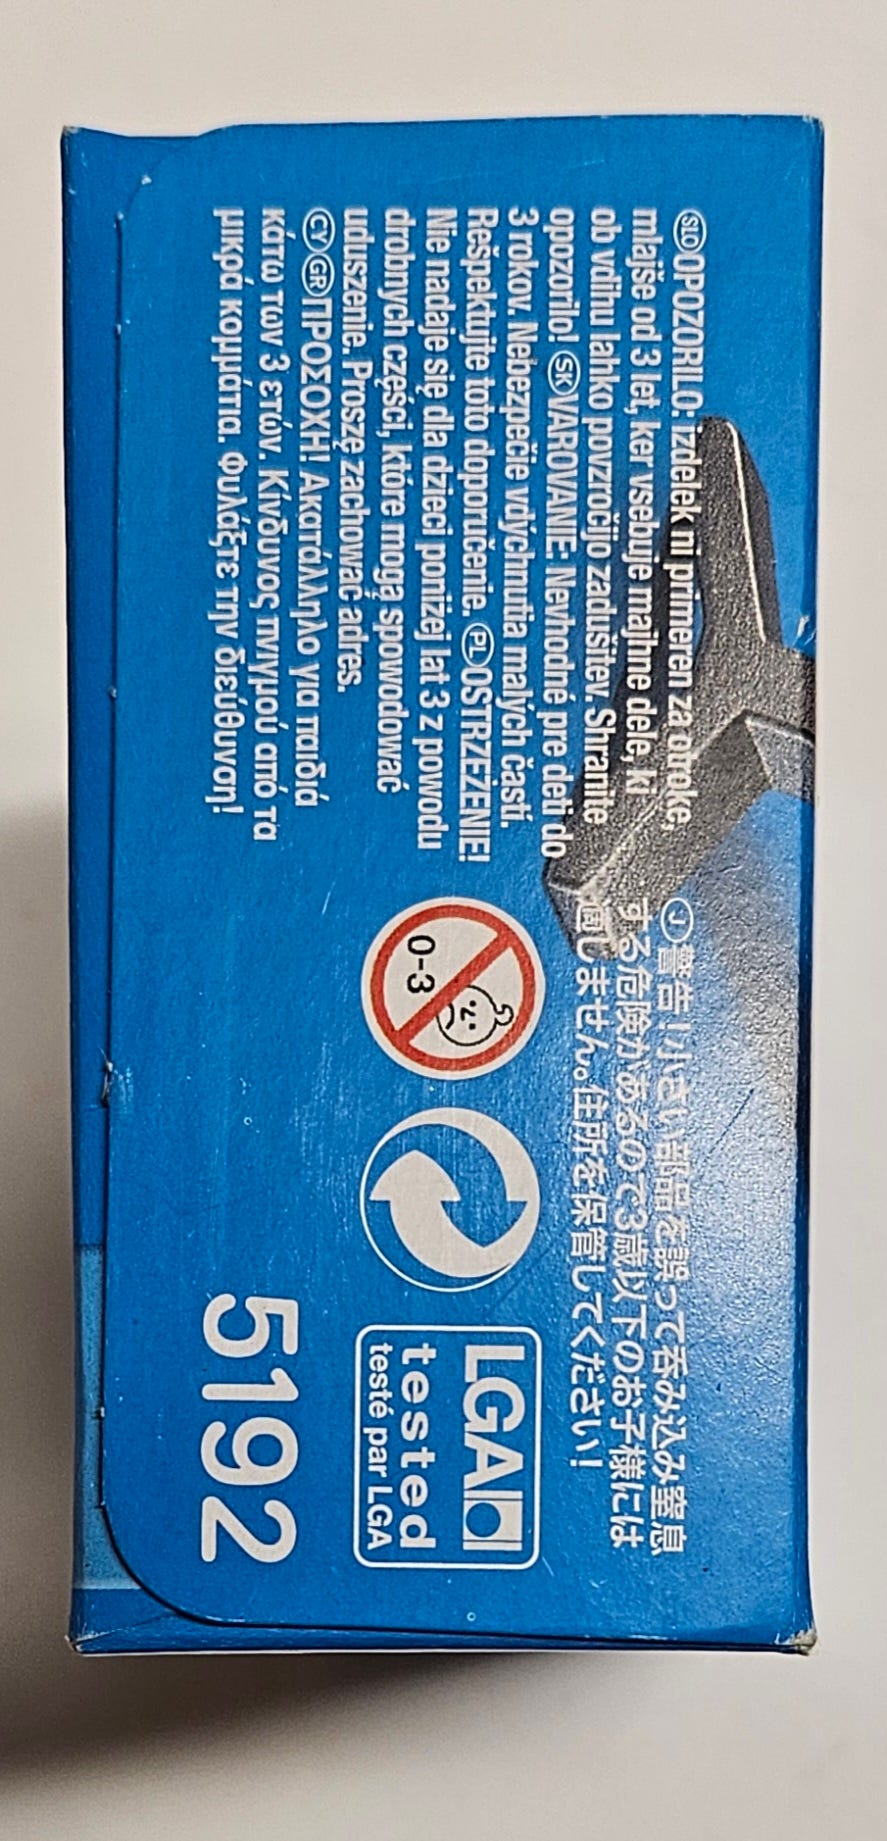 SLO OPOZORILO: izdelek ni primeren za otroke,
mlajše od 3 let, ker vsebuje majhne dele, ki
ob vdihu lahko povzročijo zadušitev. Shranite
opozorilo! SK VAROVANIE: Nevhodné pre deti do
3 rokov. Nebezpečie vdýchnutia malých častí.
Rešpektujte toto doporučenie. PL OSTRZEŻENIE!
Nie nadaje się dla dzieci poniżej lat 3 z powodu
drobnych części, które mogą spowodować
uduszenie. Proszę zachować adres.
CY GR ΠΡΟΣΟΧΗ! Ακατάλληλο για παιδιά
κάτω των 3 ετών. Κίνδυνος πνιγμού από τα
μικρά κομμάτια. Φυλάξτε την διεύθυνση!
J 警告!小さい部品を誤って呑み込み窒息
する危険があるので3歳以下のお子様には
適しません。住所を保管してください!
0-3
LGA
tested
testé par LGA
5192